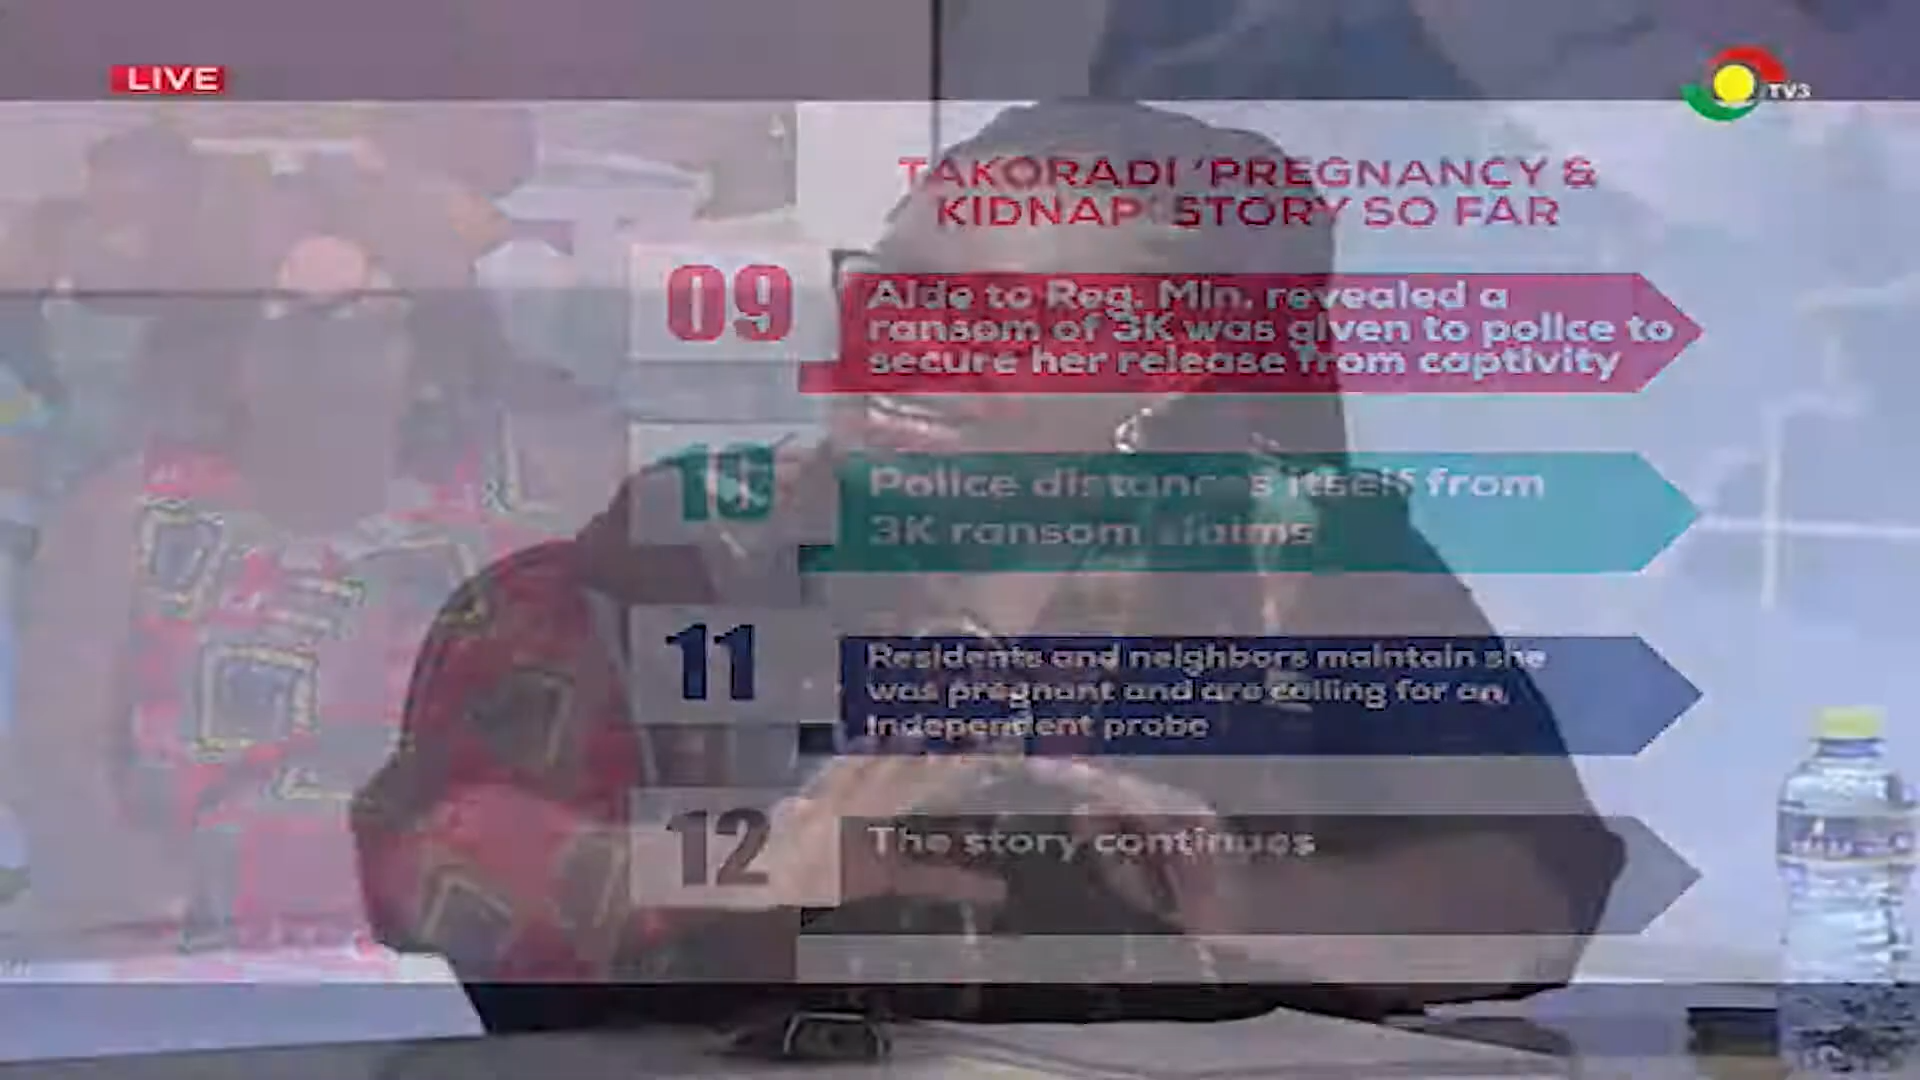 LIVE
TV3
TAKORADI ‘PREGNANCY &
KIDNAP’ STORY SO FAR
09
Aide to Reg. Min. revealed a
ransom of 3K was given to police to
secure her release from captivity
10
Police distances itself from
3K ransom claims
11
Residents and neighbors maintain she
was pregnant and are calling for an
independent probe
12
The story continues